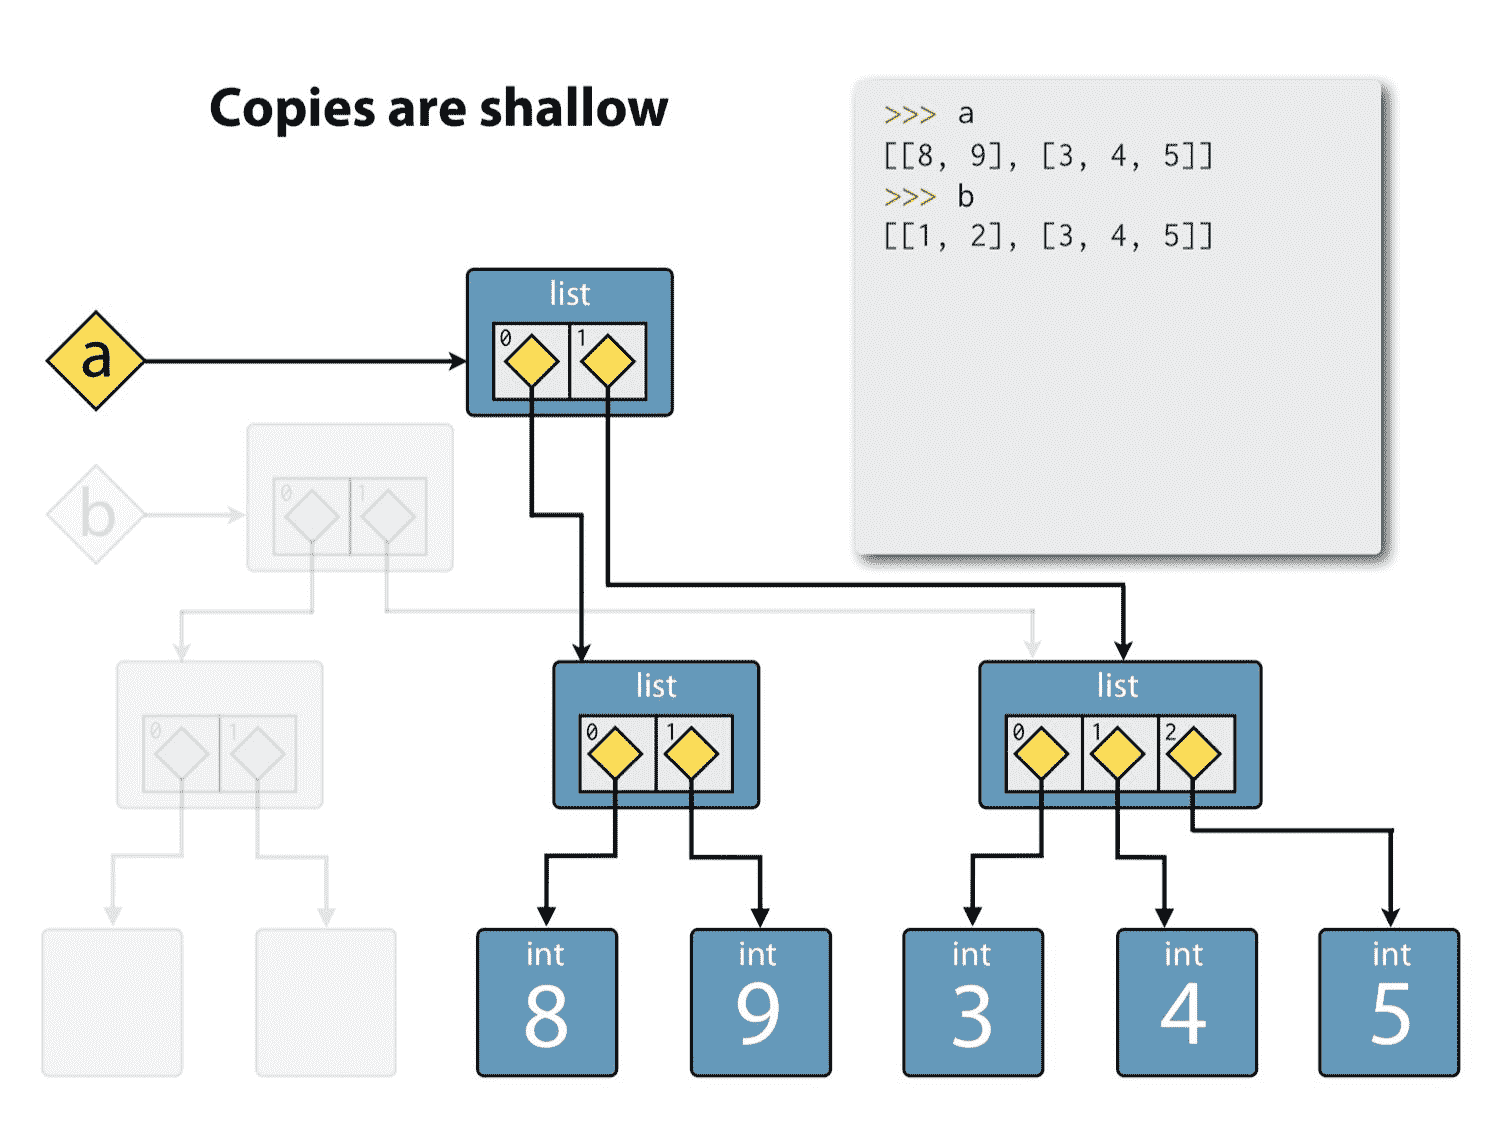 Copies are shallow
>>> a
[[8, 9], [3, 4, 5]]
>>> b
[[1, 2], [3, 4, 5]]
list
0 1
a
0 1
b
list
0 1
list
0 1 2
0 1
int
8
int
9
int
3
int
4
int
5